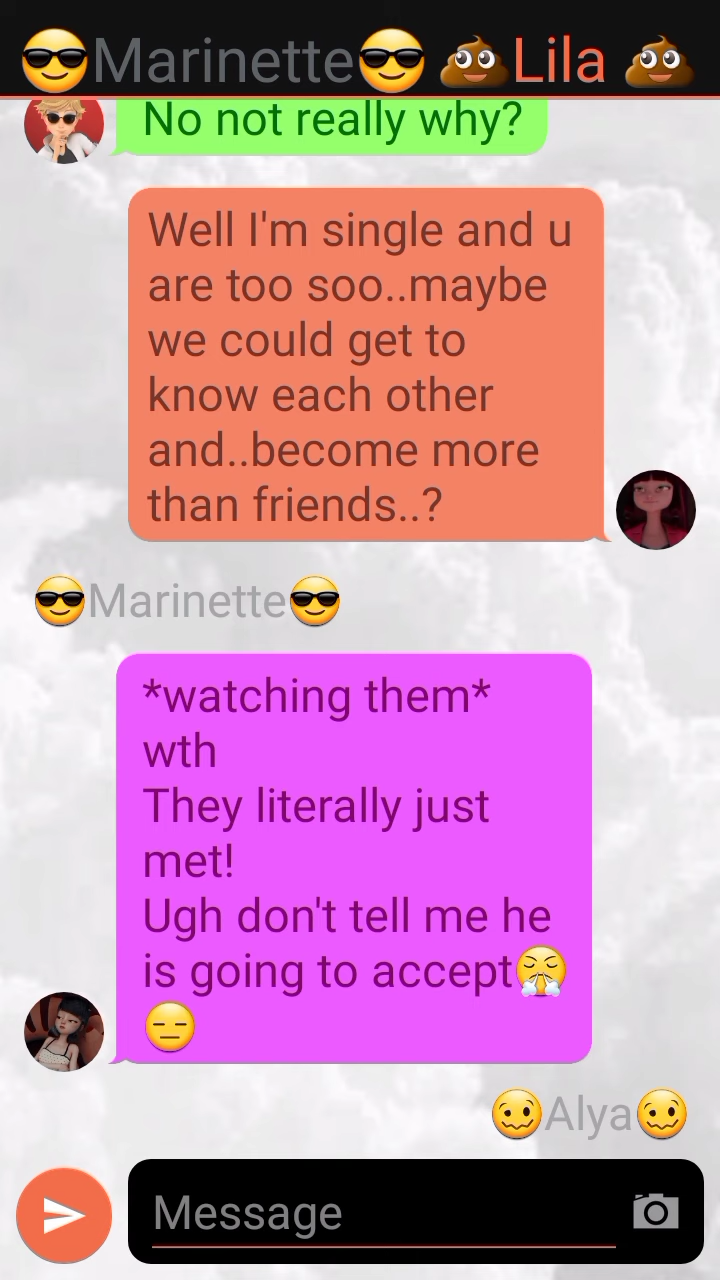 😎Marinette😎 💩Lila 💩
No not really why?
Well I'm single and u
are too soo..maybe
we could get to
know each other
and..become more
than friends..?
😎Marinette😎
*watching them*
wth
They literally just
met!
Ugh don't tell me he
is going to accept😤
😑
🥴Alya🥴
Message